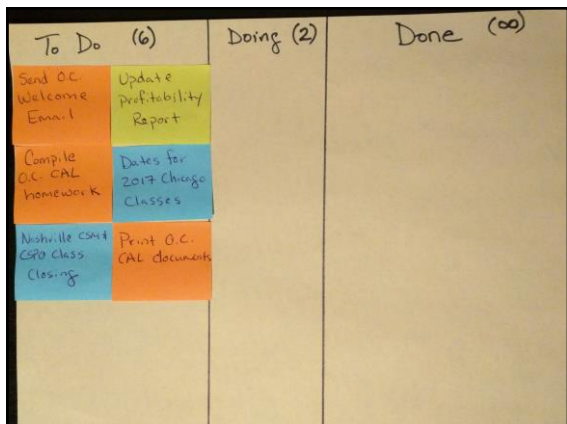 To Do (6)
Doing (2)
Done (∞)
Send O.C.
Welcome
Email
Update
Profitability
Report
Compile
O.C. CAL
homework
Dates for
2017 Chicago
Classes
Nashville CSM &
CSPO Class
Closing
Print O.C.
CAL documents